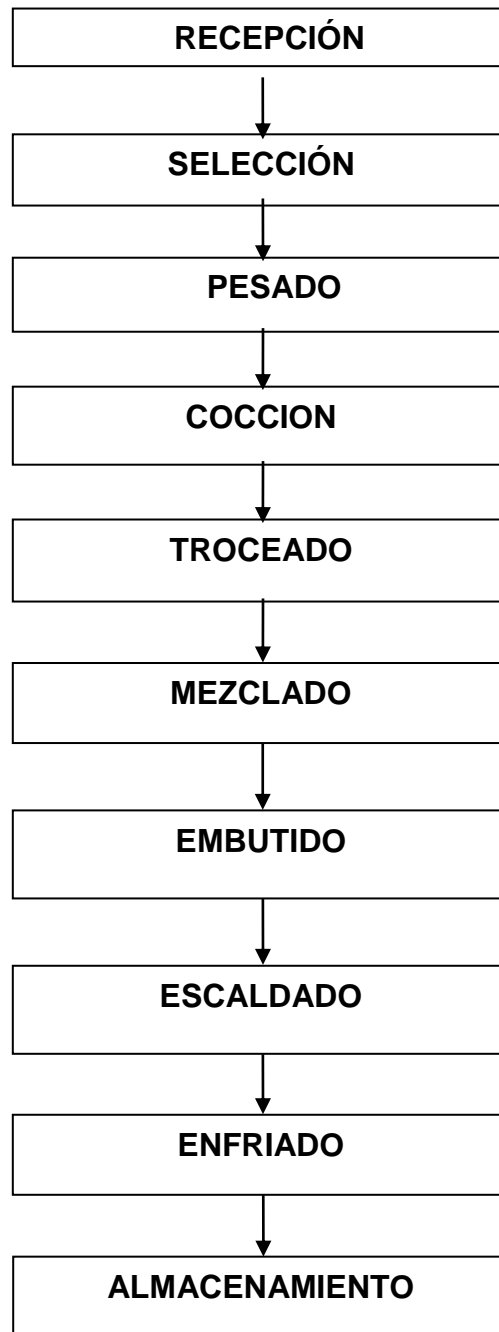 RECEPCIÓN
SELECCIÓN
PESADO
COCCION
TROCEADO
MEZCLADO
EMBUTIDO
ESCALDADO
ENFRIADO
ALMACENAMIENTO